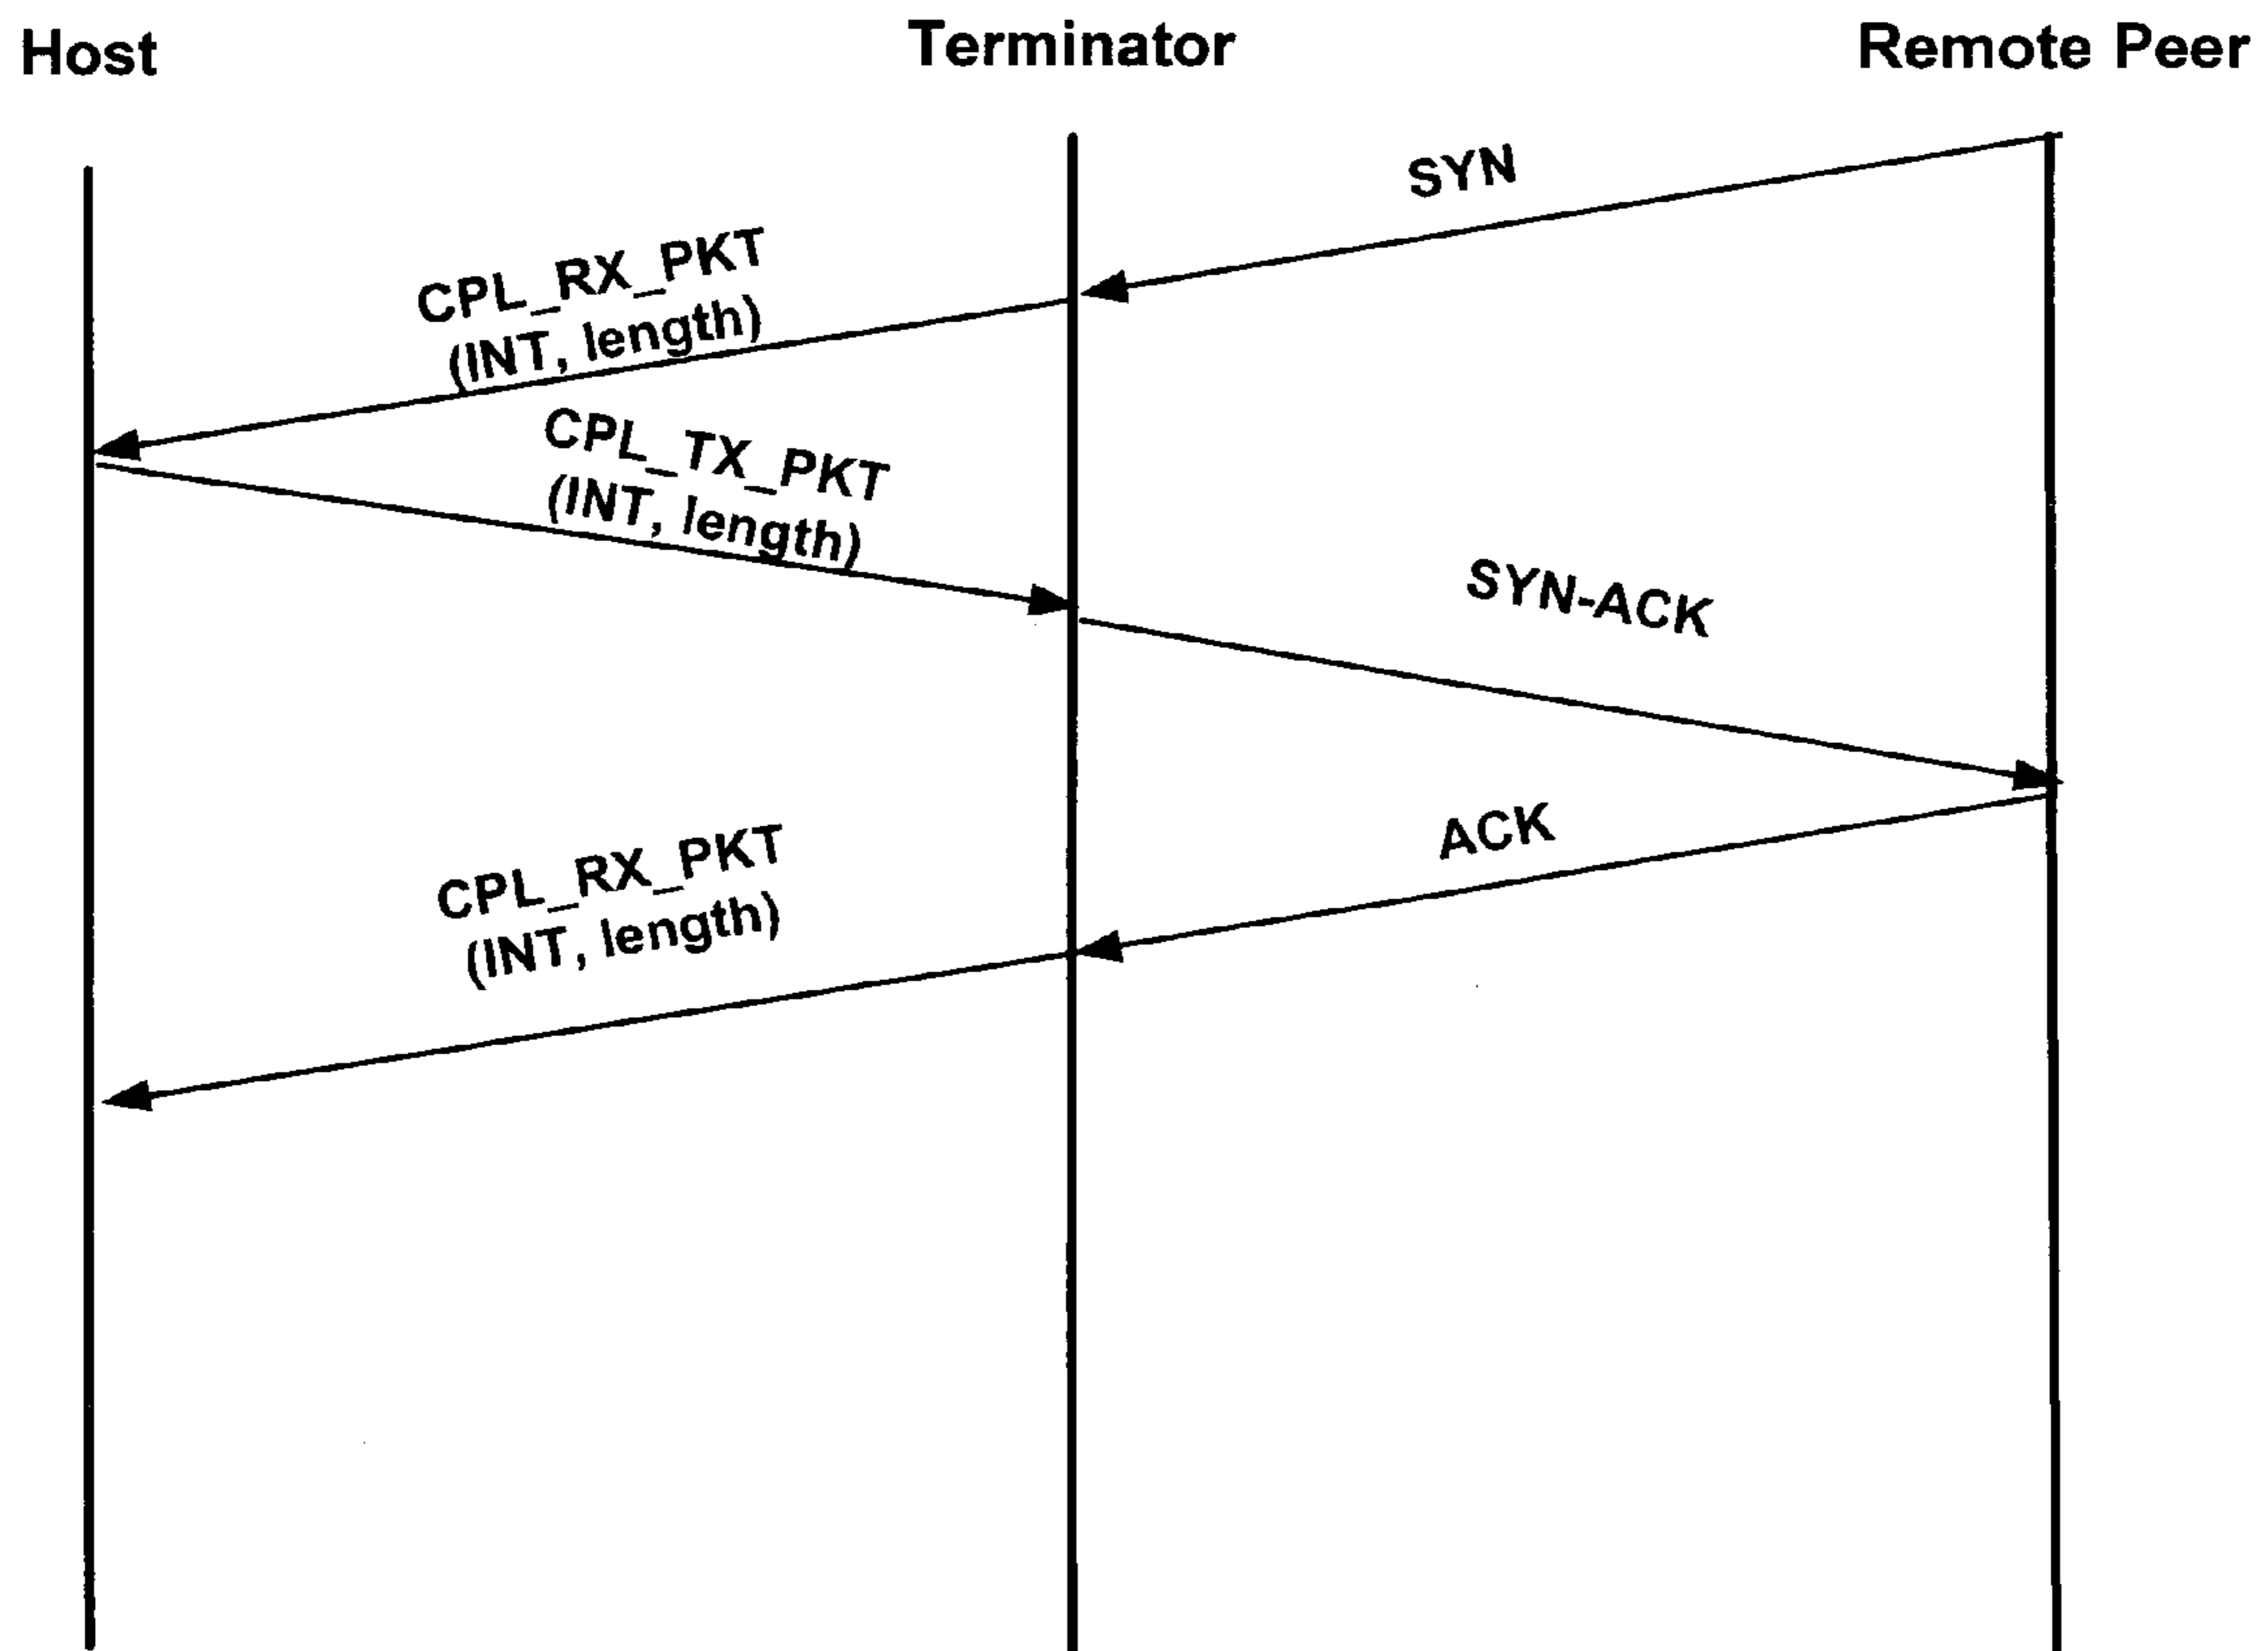 Host
Terminator
Remote Peer
SYN
CPL_RX_PKT
(INT, length)
CPL_TX_PKT
(INT, length)
SYN-ACK
ACK
CPL_RX_PKT
(INT, length)